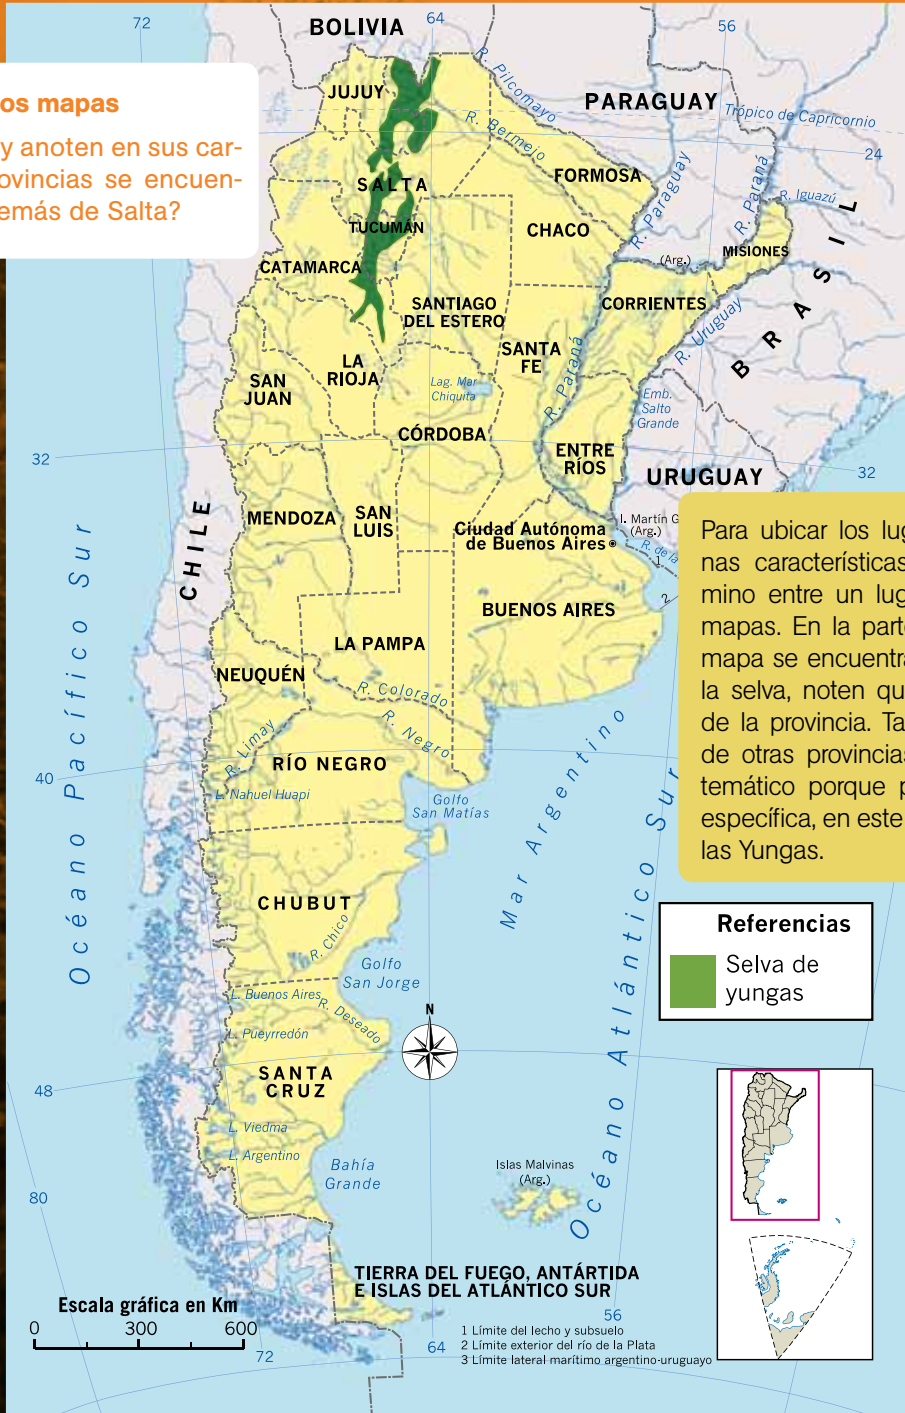 os mapas
y anoten en sus car-
ovincias se encuen-
emás de Salta?
72
64
56
BOLIVIA
PARAGUAY
Trópico de Capricornio
24
R. Pilcomayo
R. Bermejo
JUJUY
SALTA
FORMOSA
R. Paraguay
R. Paraná
R. Iguazú
TUCUMÁN
CHACO
(Arg.)
MISIONES
CATAMARCA
BRASIL
SANTIAGO
DEL ESTERO
CORRIENTES
R. Uruguay
SANTA
FE
R. Paraná
LA
RIOJA
SAN
JUAN
Lag. Mar
Chiquita
Emb.
Salto
Grande
CÓRDOBA
32
ENTRE
RÍOS
32
URUGUAY
CHILE
MENDOZA
SAN
LUIS
Ciudad Autónoma
de Buenos Aires
I. Martín G
(Arg.)
R. de la
1
2
BUENOS AIRES
LA PAMPA
NEUQUÉN
R. Colorado
R. Negro
R. Limay
RÍO NEGRO
L. Nahuel Huapi
40
Golfo
San Matías
Océano Pacífico Sur
Mar Argentino
Océano Atlántico Sur
Para ubicar los lug
nas características
mino entre un lug
mapas. En la parte
mapa se encuentra
la selva, noten qu
de la provincia. Ta
de otras provincias
temático porque p
específica, en este
las Yungas.
CHUBUT
R. Chico
Golfo
San Jorge
L. Buenos Aires
R. Deseado
L. Pueyrredón
N
Referencias
Selva de
yungas
SANTA
CRUZ
48
L. Viedma
L. Argentino
Bahía
Grande
Islas Malvinas
(Arg.)
80
TIERRA DEL FUEGO, ANTÁRTIDA
E ISLAS DEL ATLÁNTICO SUR
Escala gráfica en Km
0 300 600
72
64
56
1 Límite del lecho y subsuelo
2 Límite exterior del río de la Plata
3 Límite lateral marítimo argentino-uruguayo